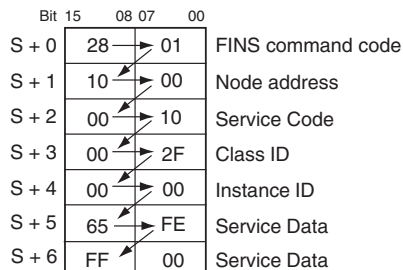 Bit 15 08 07 00
S + 0 28 01 FINS command code
S + 1 10 00 Node address
S + 2 00 10 Service Code
S + 3 00 2F Class ID
S + 4 00 00 Instance ID
S + 5 65 FE Service Data
S + 6 FF 00 Service Data